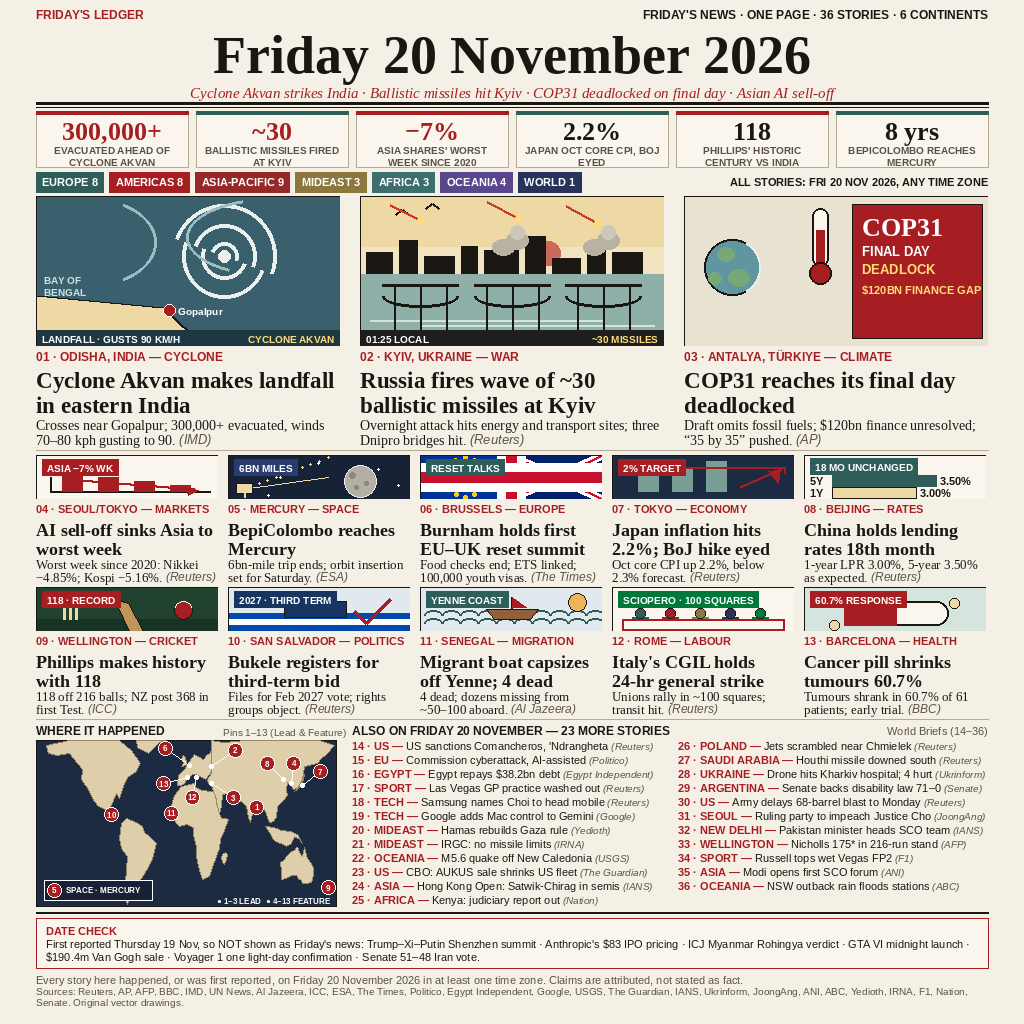 FRIDAY'S LEDGER
FRIDAY'S NEWS · ONE PAGE · 36 STORIES · 6 CONTINENTS
Friday 20 November 2026
Cyclone Akvan strikes India · Ballistic missiles hit Kyiv · COP31 deadlocked on final day · Asian AI sell-off
300,000+
EVACUATED AHEAD OF
CYCLONE AKVAN
~30
BALLISTIC MISSILES FIRED
AT KYIV
−7%
ASIA SHARES' WORST
WEEK SINCE 2020
2.2%
JAPAN OCT CORE CPI, BOJ
EYED
118
PHILLIPS' HISTORIC
CENTURY VS INDIA
8 yrs
BEPICOLOMBO REACHES
MERCURY
EUROPE 8
AMERICAS 8
ASIA-PACIFIC 9
MIDEAST 3
AFRICA 3
OCEANIA 4
WORLD 1
ALL STORIES: FRI 20 NOV 2026, ANY TIME ZONE
BAY OF
BENGAL
Gopalpur
LANDFALL · GUSTS 90 KM/H
CYCLONE AKVAN
01 · ODISHA, INDIA — CYCLONE
Cyclone Akvan makes landfall
in eastern India
Crosses near Gopalpur; 300,000+ evacuated, winds
70–80 kph gusting to 90. (IMD)
01:25 LOCAL
~30 MISSILES
02 · KYIV, UKRAINE — WAR
Russia fires wave of ~30
ballistic missiles at Kyiv
Overnight attack hits energy and transport sites; three
Dnipro bridges hit. (Reuters)
COP31
FINAL DAY
DEADLOCK
$120BN FINANCE GAP
03 · ANTALYA, TÜRKIYE — CLIMATE
COP31 reaches its final day
deadlocked
Draft omits fossil fuels; $120bn finance unresolved;
“35 by 35” pushed. (AP)
ASIA −7% WK
04 · SEOUL/TOKYO — MARKETS
AI sell-off sinks Asia to
worst week
Worst week since 2020: Nikkei
−4.85%; Kospi −5.16%. (Reuters)
6BN MILES
05 · MERCURY — SPACE
BepiColombo reaches
Mercury
6bn-mile trip ends; orbit insertion
set for Saturday. (ESA)
RESET TALKS
06 · BRUSSELS — EUROPE
Burnham holds first
EU–UK reset summit
Food checks end; ETS linked;
100,000 youth visas. (The Times)
2% TARGET
07 · TOKYO — ECONOMY
Japan inflation hits
2.2%; BoJ hike eyed
Oct core CPI up 2.2%, below
2.3% forecast. (Reuters)
18 MO UNCHANGED
5Y
3.50%
1Y
3.00%
08 · BEIJING — RATES
China holds lending
rates 18th month
1-year LPR 3.00%, 5-year 3.50%
as expected. (Reuters)
118 · RECORD
09 · WELLINGTON — CRICKET
Phillips makes history
with 118
118 off 216 balls; NZ post 368 in
first Test. (ICC)
2027 · THIRD TERM
10 · SAN SALVADOR — POLITICS
Bukele registers for
third-term bid
Files for Feb 2027 vote; rights
groups object. (Reuters)
YENNE COAST
11 · SENEGAL — MIGRATION
Migrant boat capsizes
off Yenne; 4 dead
4 dead; dozens missing from
~50–100 aboard. (Al Jazeera)
SCIOPERO · 100 SQUARES
12 · ROME — LABOUR
Italy's CGIL holds
24-hr general strike
Unions rally in ~100 squares;
transit hit. (Reuters)
60.7% RESPONSE
13 · BARCELONA — HEALTH
Cancer pill shrinks
tumours 60.7%
Tumours shrank in 60.7% of 61
patients; early trial. (BBC)
WHERE IT HAPPENED
Pins 1–13 (Lead & Feature)
6
2
8
4
7
13
12
3
1
10
11
5
SPACE · MERCURY
9
● 1–3 LEAD ● 4–13 FEATURE
ALSO ON FRIDAY 20 NOVEMBER — 23 MORE STORIES
World Briefs (14–36)
14 · US — US sanctions Comancheros, 'Ndrangheta (Reuters)
15 · EU — Commission cyberattack, AI-assisted (Politico)
16 · EGYPT — Egypt repays $38.2bn debt (Egypt Independent)
17 · SPORT — Las Vegas GP practice washed out (Reuters)
18 · TECH — Samsung names Choi to head mobile (Reuters)
19 · TECH — Google adds Mac control to Gemini (Google)
20 · MIDEAST — Hamas rebuilds Gaza rule (Yedioth)
21 · MIDEAST — IRGC: no missile limits (IRNA)
22 · OCEANIA — M5.6 quake off New Caledonia (USGS)
23 · US — CBO: AUKUS sale shrinks US fleet (The Guardian)
24 · ASIA — Hong Kong Open: Satwik-Chirag in semis (IANS)
25 · AFRICA — Kenya: judiciary report out (Nation)
26 · POLAND — Jets scrambled near Chmielek (Reuters)
27 · SAUDI ARABIA — Houthi missile downed south (Reuters)
28 · UKRAINE — Drone hits Kharkiv hospital; 4 hurt (Ukrinform)
29 · ARGENTINA — Senate backs disability law 71–0 (Senate)
30 · US — Army delays 68-barrel blast to Monday (Reuters)
31 · SEOUL — Ruling party to impeach Justice Cho (JoongAng)
32 · NEW DELHI — Pakistan minister heads SCO team (IANS)
33 · WELLINGTON — Nicholls 175* in 216-run stand (AFP)
34 · SPORT — Russell tops wet Vegas FP2 (F1)
35 · ASIA — Modi opens first SCO forum (ANI)
36 · OCEANIA — NSW outback rain floods stations (ABC)
DATE CHECK
First reported Thursday 19 Nov, so NOT shown as Friday's news: Trump–Xi–Putin Shenzhen summit · Anthropic's $83 IPO pricing · ICJ Myanmar Rohingya verdict · GTA VI midnight launch ·
$190.4m Van Gogh sale · Voyager 1 one light-day confirmation · Senate 51–48 Iran vote.
Every story here happened, or was first reported, on Friday 20 November 2026 in at least one time zone. Claims are attributed, not stated as fact.
Sources: Reuters, AP, AFP, BBC, IMD, UN News, Al Jazeera, ICC, ESA, The Times, Politico, Egypt Independent, Google, USGS, The Guardian, IANS, Ukrinform, JoongAng, ANI, ABC, Yedioth, IRNA, F1, Nation,
Senate. Original vector drawings.